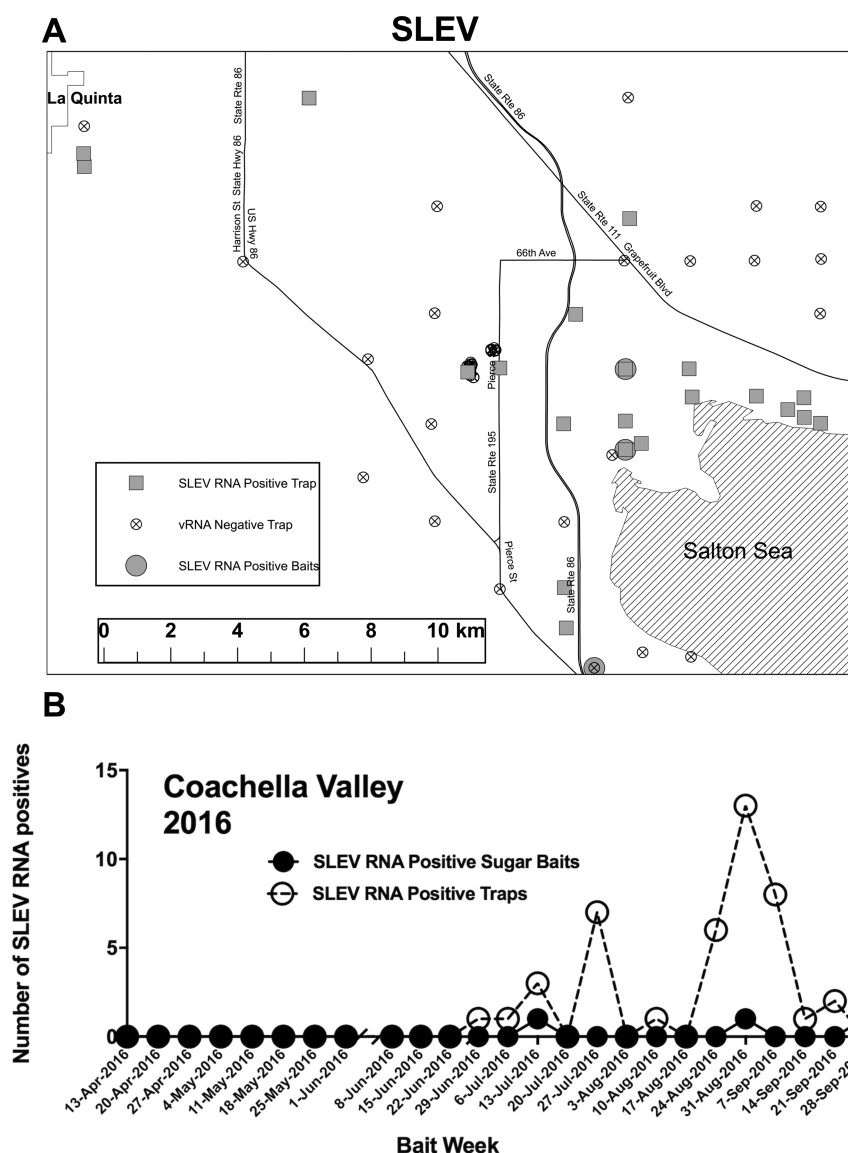 A
SLEV
La Quinta
State Rte 86
State Hwy 86
Harrison St
US Hwy 86
State Rte 86
State Rte 111
Grapefruit Blvd
66th Ave
Pierce
State Rte 195
Pierce St
State Rte 86
SLEV RNA Positive Trap
vRNA Negative Trap
SLEV RNA Positive Baits
Salton Sea
0 2 4 6 8 10 km
B
Coachella Valley
2016
SLEV RNA Positive Sugar Baits
SLEV RNA Positive Traps
Number of SLEV RNA positives
15
10
5
0
13-Apr-2016
20-Apr-2016
27-Apr-2016
4-May-2016
11-May-2016
18-May-2016
25-May-2016
1-Jun-2016
8-Jun-2016
15-Jun-2016
22-Jun-2016
29-Jun-2016
6-Jul-2016
13-Jul-2016
20-Jul-2016
27-Jul-2016
3-Aug-2016
10-Aug-2016
17-Aug-2016
24-Aug-2016
31-Aug-2016
7-Sep-2016
14-Sep-2016
21-Sep-2016
28-Sep-20
Bait Week